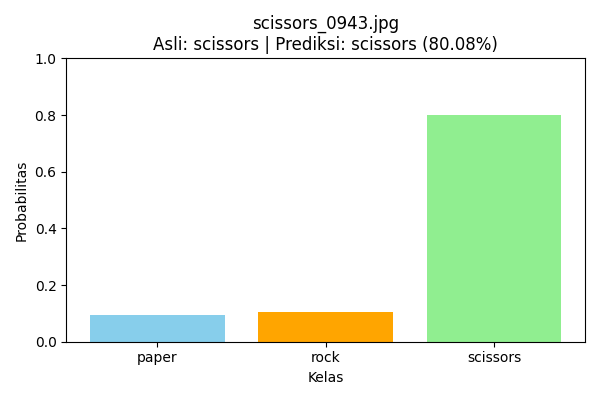 scissors_0943.jpg
Asli: scissors | Prediksi: scissors (80.08%)
1.0
0.8
0.6
0.4
0.2
0.0
Probabilitas
paper rock scissors
Kelas